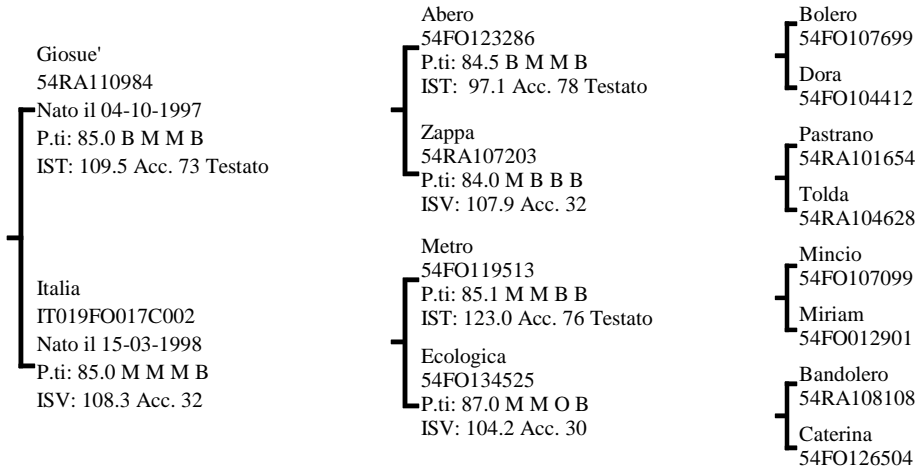 Giosue'
54RA110984
Nato il 04-10-1997
P.ti: 85.0 B M M B
IST: 109.5 Acc. 73 Testato
Italia
IT019FO017C002
Nato il 15-03-1998
P.ti: 85.0 M M M B
ISV: 108.3 Acc. 32
Abero
54FO123286
P.ti: 84.5 B M M B
IST: 97.1 Acc. 78 Testato
Zappa
54RA107203
P.ti: 84.0 M B B B
ISV: 107.9 Acc. 32
Metro
54FO119513
P.ti: 85.1 M M B B
IST: 123.0 Acc. 76 Testato
Ecologica
54FO134525
P.ti: 87.0 M M O B
ISV: 104.2 Acc. 30
Bolero
54FO107699
Dora
54FO104412
Pastrano
54RA101654
Tolda
54RA104628
Mincio
54FO107099
Miriam
54FO012901
Bandolero
54RA108108
Caterina
54FO126504